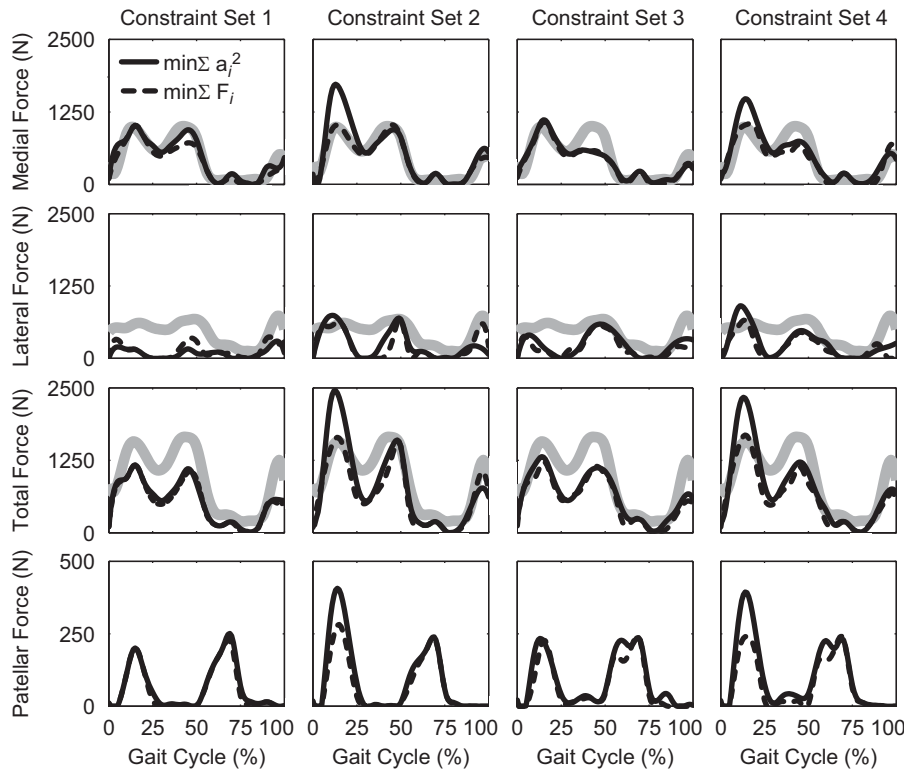 Constraint Set 1 Constraint Set 2 Constraint Set 3 Constraint Set 4
Medial Force (N)
2500
1250
0
minΣ aᵢ²
minΣ Fᵢ
Lateral Force (N)
2500
1250
0
Total Force (N)
2500
1250
0
Patellar Force (N)
500
250
0
0 25 50 75 100 0 25 50 75 100 0 25 50 75 100 0 25 50 75 100
Gait Cycle (%) Gait Cycle (%) Gait Cycle (%) Gait Cycle (%)